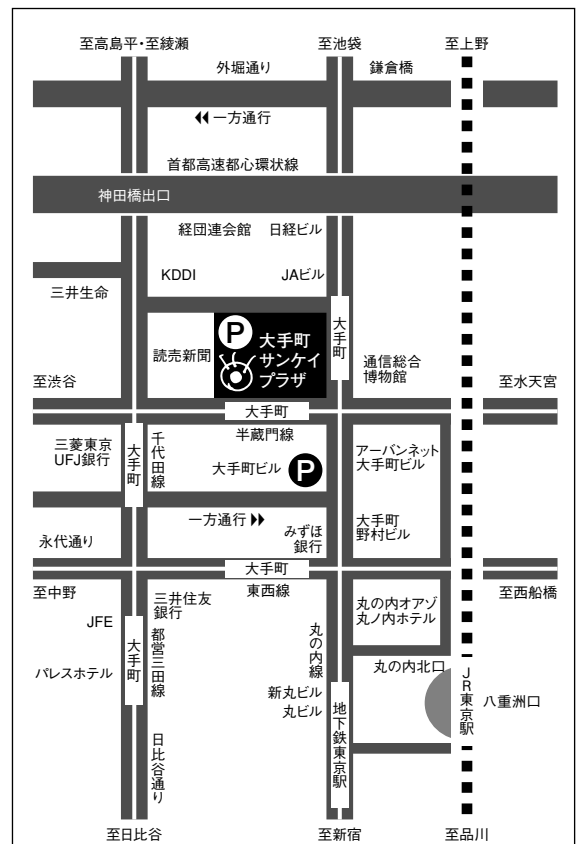 至高島平・至綾瀬
至池袋
至上野
外堀通り
鎌倉橋
一方通行
首都高速都心環状線
神田橋出口
経団連会館
日経ビル
KDDI
JAビル
三井生命
P
大手町
サンケイ
プラザ
読売新聞
大手町
通信総合
博物館
至渋谷
至水天宮
大手町
半蔵門線
三菱東京
UFJ銀行
大手町
千代田線
大手町ビル
P
アーバンネット
大手町ビル
一方通行
みずほ
銀行
大手町
野村ビル
永代通り
大手町
至中野
東西線
至西船橋
三井住友
銀行
JFE
大手町
都営三田線
丸の内線
丸の内オアゾ
丸ノ内ホテル
パレスホテル
新丸ビル
丸ビル
丸の内北口
JR東京駅
八重洲口
地下鉄東京駅
日比谷通り
至日比谷
至新宿
至品川